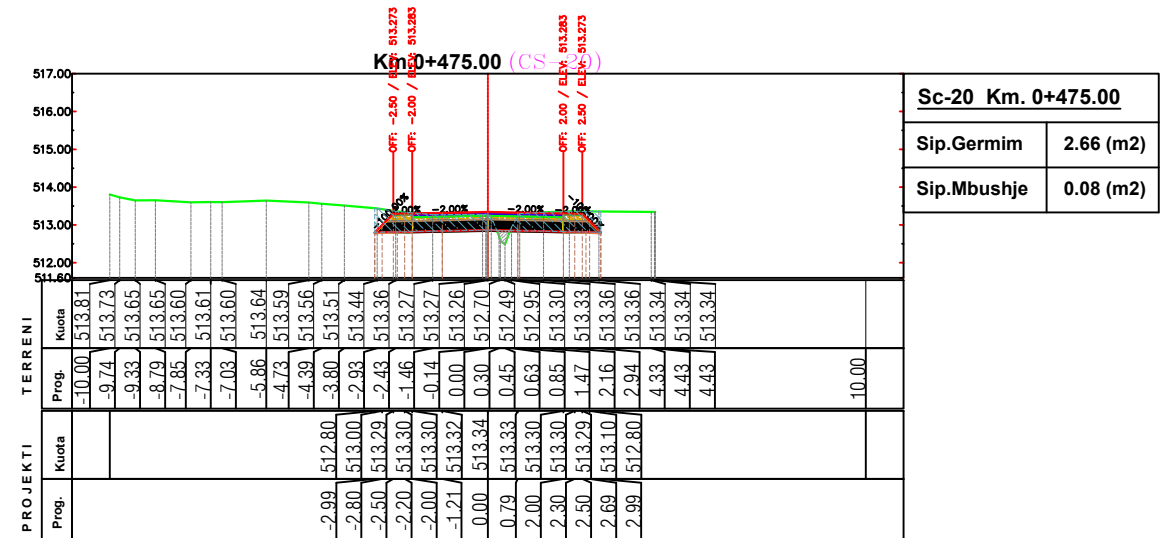 Km 0+475.00 (CS-20)
OFF: -2.50 / ELEV: 513.273
OFF: -2.00 / ELEV: 513.283
OFF: 2.00 / ELEV: 513.283
OFF: 2.50 / ELEV: 513.273
517.00
516.00
515.00
514.00
513.00
512.00
511.60
-2.00% -2.00%
Sc-20 Km. 0+475.00
Sip.Germim 2.66 (m2)
Sip.Mbushje 0.08 (m2)
TERRENI
Kuota 513.81 513.73 513.65 513.65 513.60 513.61 513.60 513.64 513.59 513.56 513.51 513.44 513.36 513.27 513.27 513.26 512.70 512.49 512.95 513.30 513.33 513.36 513.36 513.34 513.34 513.34
Prog. -10.00 -9.74 -9.33 -8.79 -7.85 -7.33 -7.03 -5.86 -4.73 -4.39 -3.80 -2.93 -2.43 -1.46 -0.14 0.00 0.30 0.45 0.63 0.85 1.47 2.16 2.94 4.33 4.43 4.43 10.00
PROJEKTI
Kuota 512.80 513.00 513.29 513.30 513.30 513.32 513.34 513.33 513.30 513.30 513.29 513.10 512.80
Prog. -2.99 -2.80 -2.50 -2.20 -2.00 -1.21 0.00 0.79 2.00 2.30 2.50 2.69 2.99